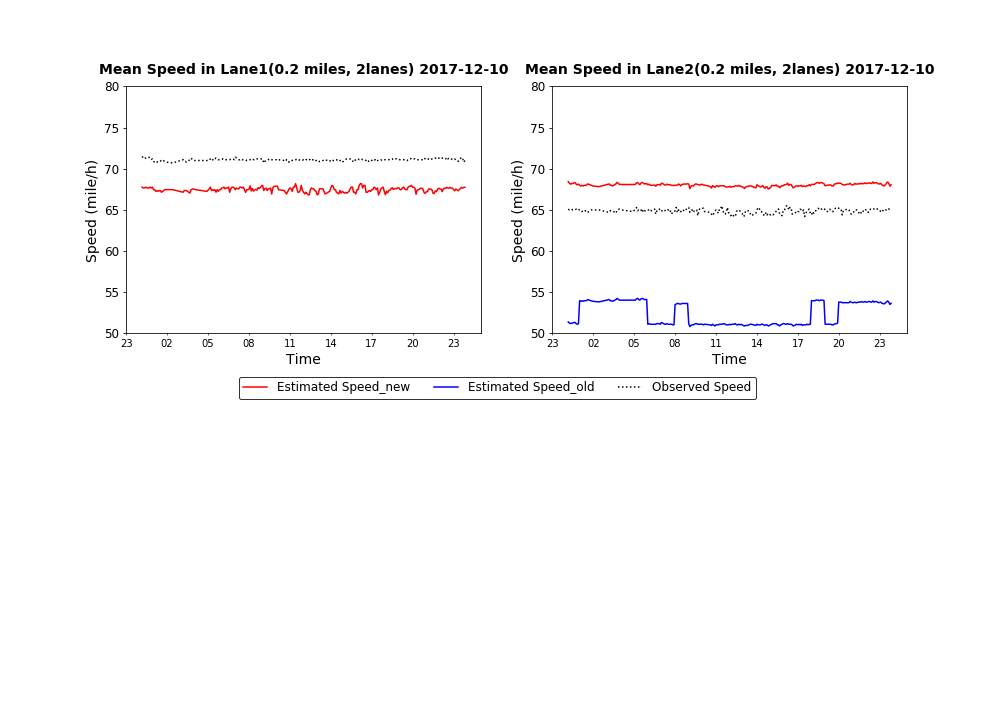 Mean Speed in Lane1(0.2 miles, 2lanes) 2017-12-10
80
75
70
65
60
55
50
Speed (mile/h)
23 02 05 08 11 14 17 20 23
Time
Mean Speed in Lane2(0.2 miles, 2lanes) 2017-12-10
80
75
70
65
60
55
50
Speed (mile/h)
23 02 05 08 11 14 17 20 23
Time
Estimated Speed_new Estimated Speed_old Observed Speed